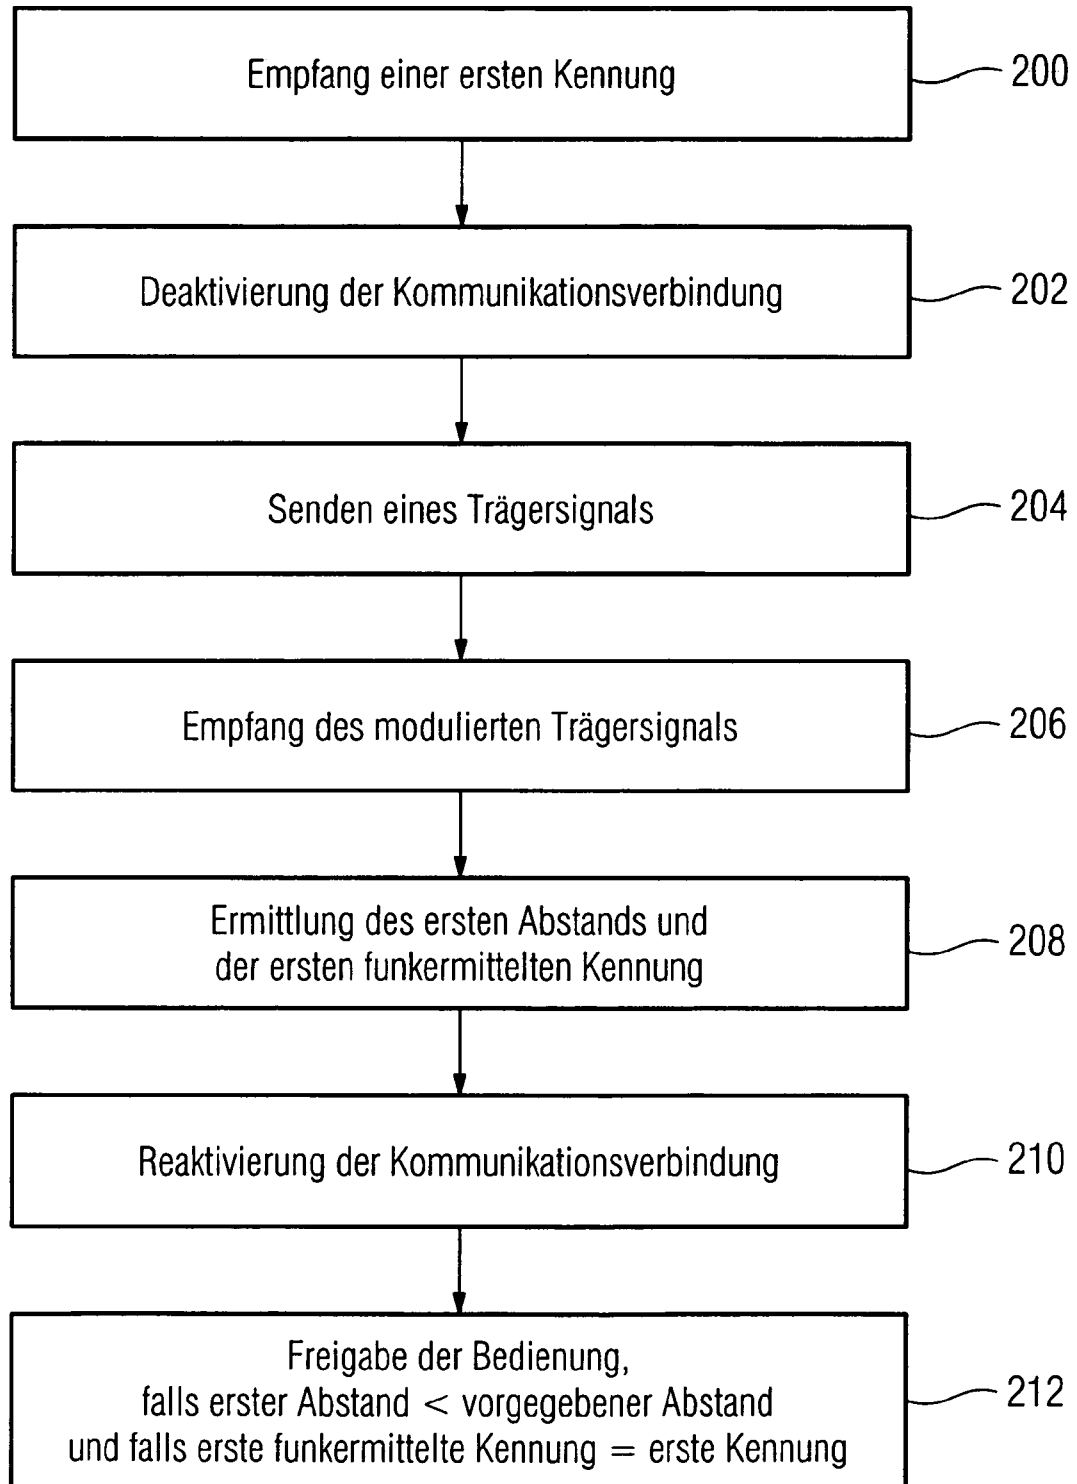 Empfang einer ersten Kennung
200
Deaktivierung der Kommunikationsverbindung
202
Senden eines Trägersignals
204
Empfang des modulierten Trägersignals
206
Ermittlung des ersten Abstands und
der ersten funkermittelten Kennung
208
Reaktivierung der Kommunikationsverbindung
210
Freigabe der Bedienung,
falls erster Abstand < vorgegebener Abstand
und falls erste funkermittelte Kennung = erste Kennung
212